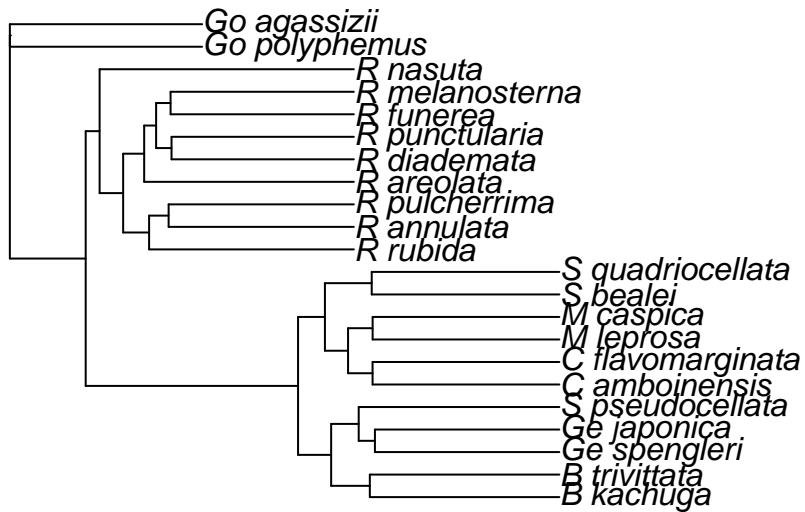 Go agassizii
Go polyphemus
R nasuta
R melanosterna
R funerea
R punctularia
R diademata
R areolata
R pulcherrima
R annulata
R rubida
S quadriocellata
S bealei
M caspica
M leprosa
C flavomarginata
C amboinensis
S pseudocellata
Ge japonica
Ge spengleri
B trivittata
B kachuga